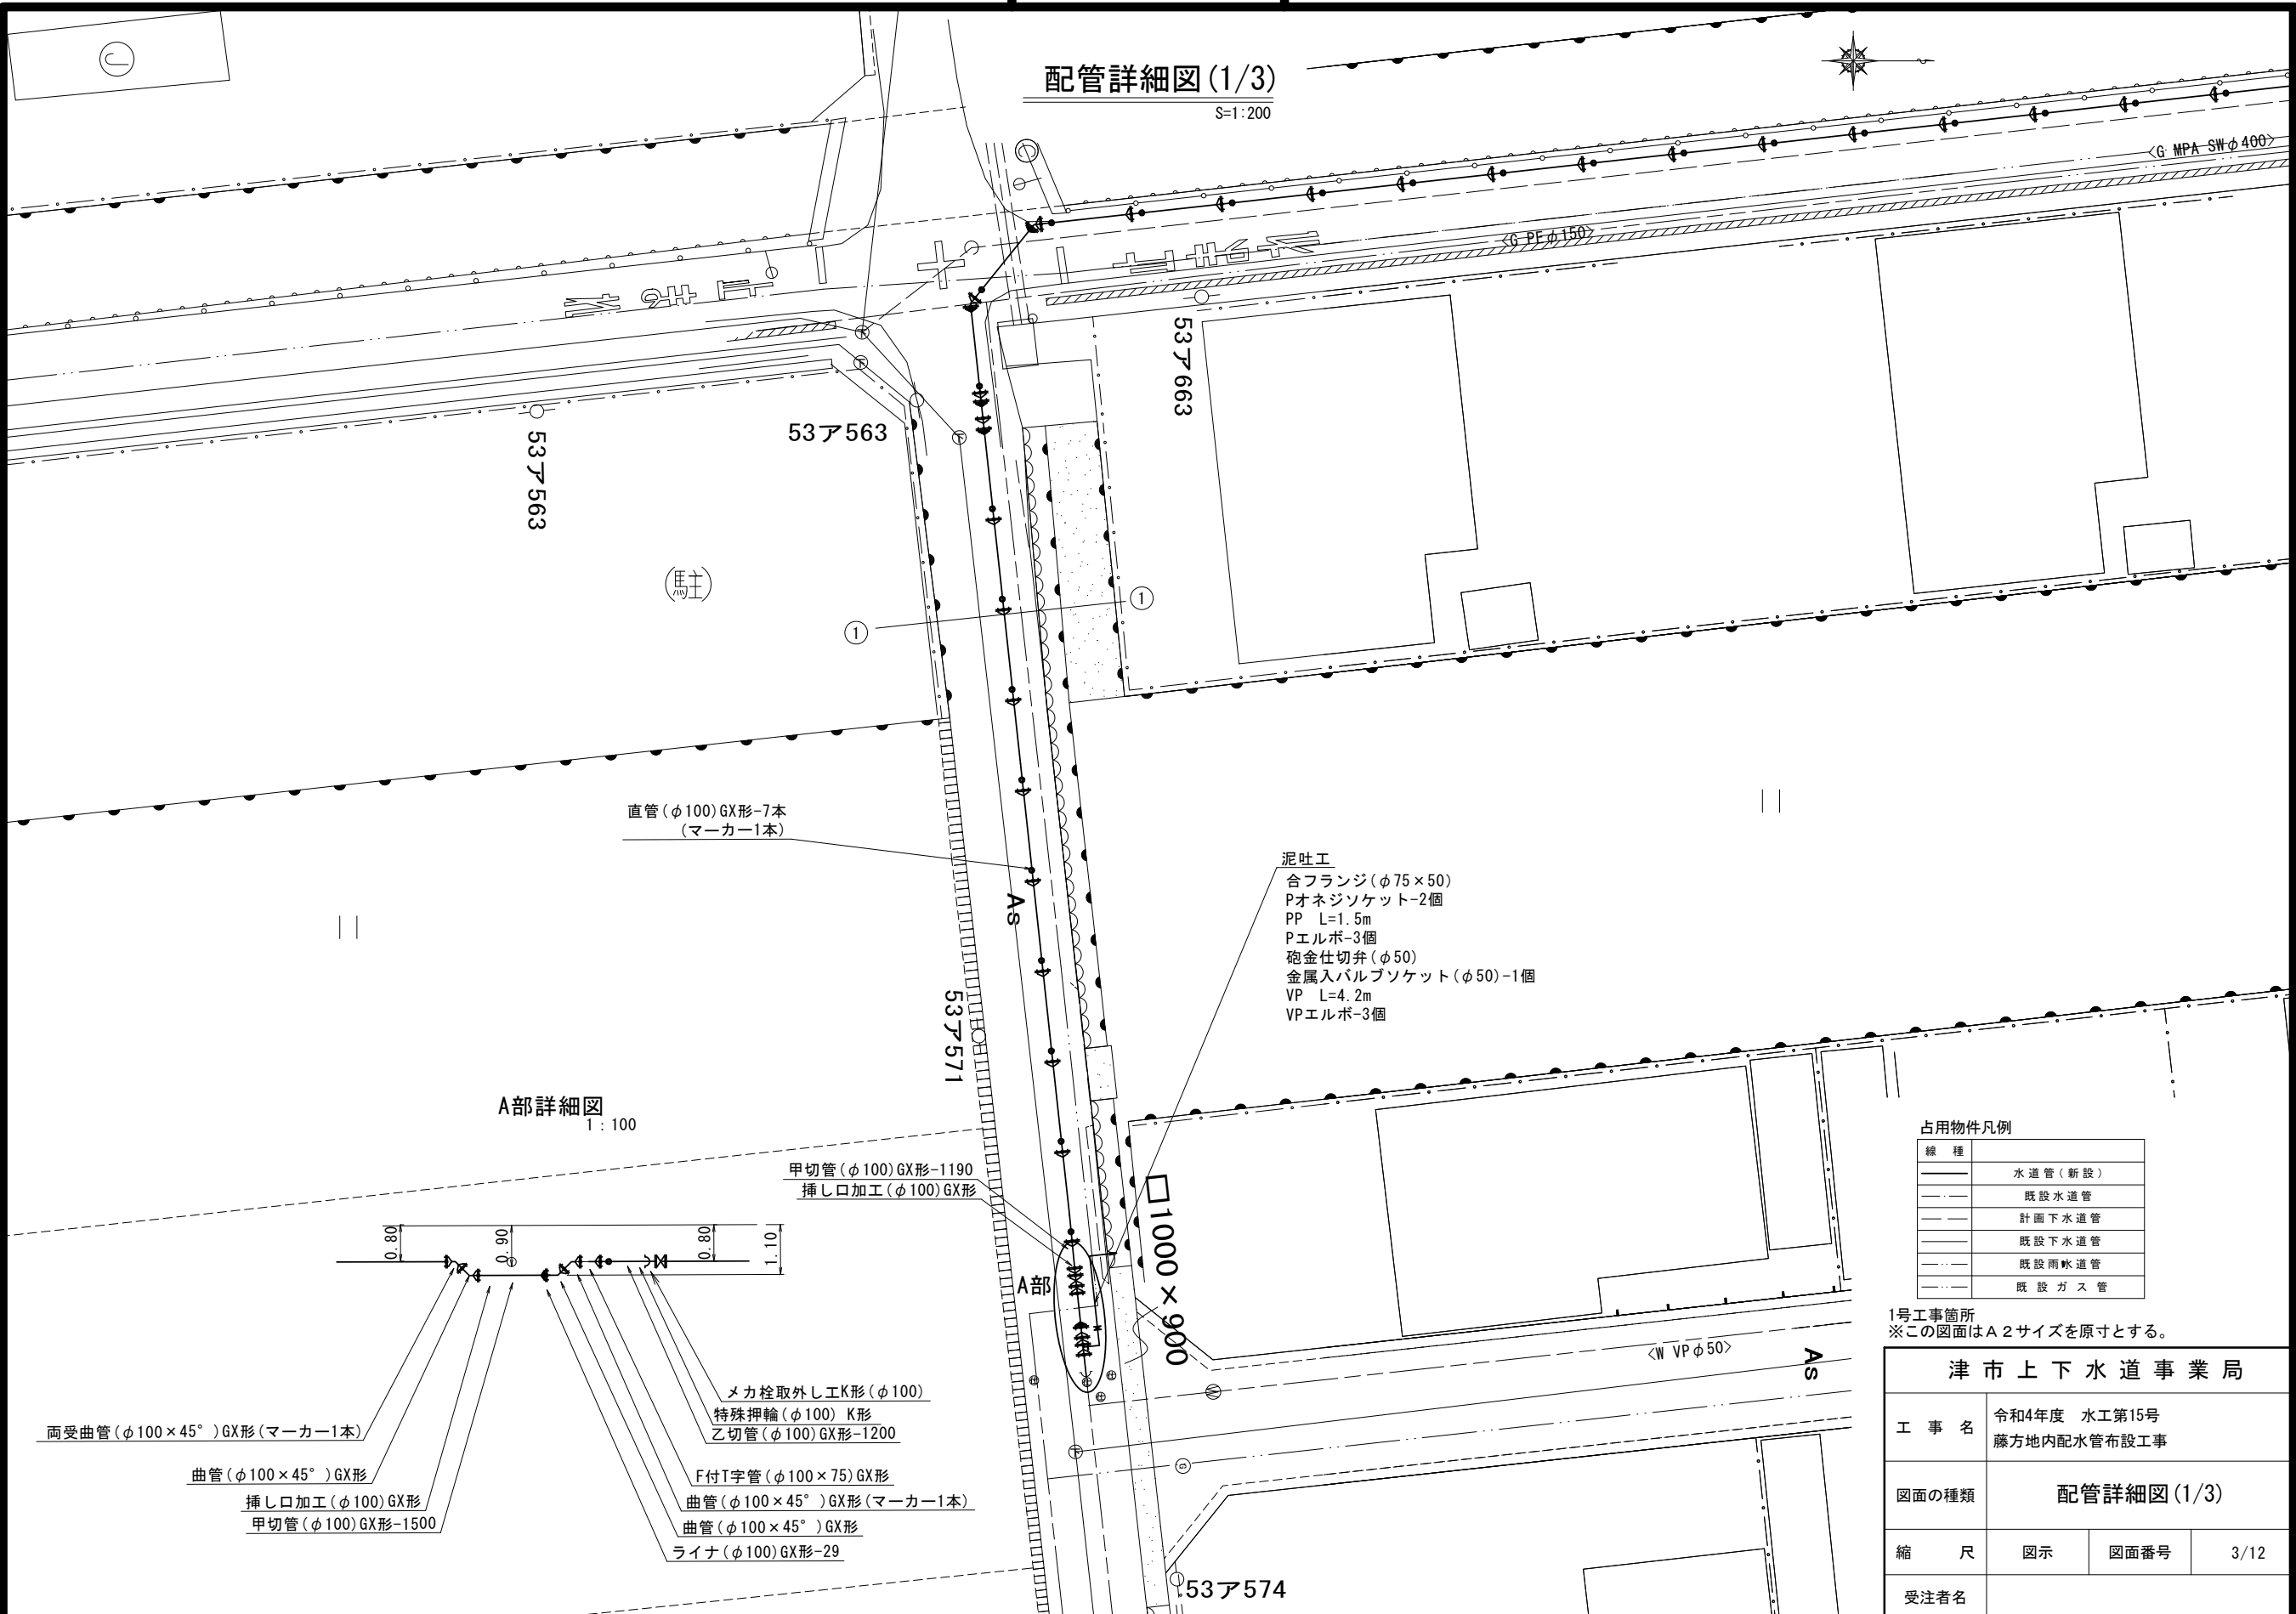 配管詳細図(1/3)
S=1:200
<G MPA SWφ400>
<G PEφ150>
53ア663
53ア563
53ア563
(駐)
①
①
直管(φ100)GX形-7本
(マーカー1本)
As
泥吐工
合フランジ(φ75×50)
Pオネジソケット-2個
PP L=1.5m
Pエルボ-3個
砲金仕切弁(φ50)
金属入バルブソケット(φ50)-1個
VP L=4.2m
VPエルボ-3個
53ア571
A部詳細図
1:100
甲切管(φ100)GX形-1190
挿し口加工(φ100)GX形
□1000×900
A部
0.80
0.90
0.80
1.10
メカ栓取外し工K形(φ100)
特殊押輪(φ100) K形
乙切管(φ100)GX形-1200
両受曲管(φ100×45°)GX形(マーカー1本)
曲管(φ100×45°)GX形
挿し口加工(φ100)GX形
甲切管(φ100)GX形-1500
F付T字管(φ100×75)GX形
曲管(φ100×45°)GX形(マーカー1本)
曲管(φ100×45°)GX形
ライナ(φ100)GX形-29
<W VPφ50>
As
53ア574
占用物件凡例
線 種
水道管(新設)
既設水道管
計画下水道管
既設下水道管
既設雨水道管
既設ガス管
1号工事箇所
※この図面はA2サイズを原寸とする。
津市上下水道事業局
工事名 令和4年度 水工第15号
藤方地内配水管布設工事
図面の種類 配管詳細図(1/3)
縮尺 図示 図面番号 3/12
受注者名